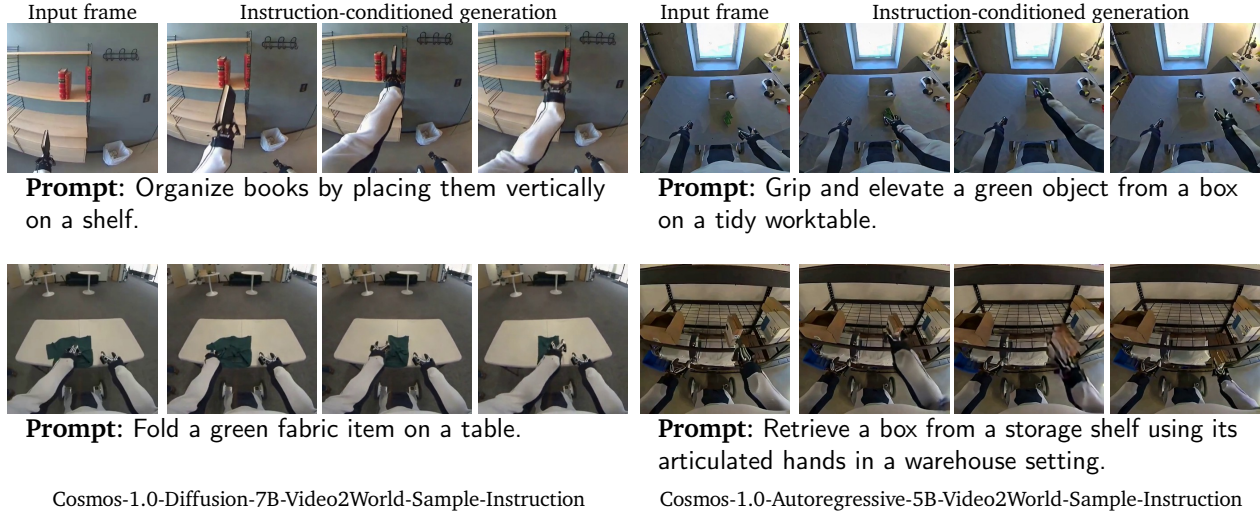 Input frame
Instruction-conditioned generation
Input frame
Instruction-conditioned generation
Prompt: Organize books by placing them vertically
on a shelf.
Prompt: Grip and elevate a green object from a box
on a tidy worktable.
Prompt: Fold a green fabric item on a table.
Prompt: Retrieve a box from a storage shelf using its
articulated hands in a warehouse setting.
Cosmos-1.0-Diffusion-7B-Video2World-Sample-Instruction
Cosmos-1.0-Autoregressive-5B-Video2World-Sample-Instruction